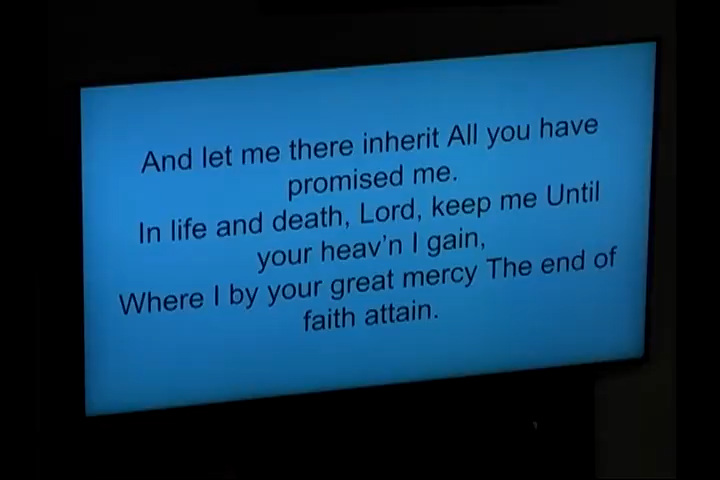 And let me there inherit All you have
promised me.
In life and death, Lord, keep me Until
your heav'n I gain,
Where I by your great mercy The end of
faith attain.